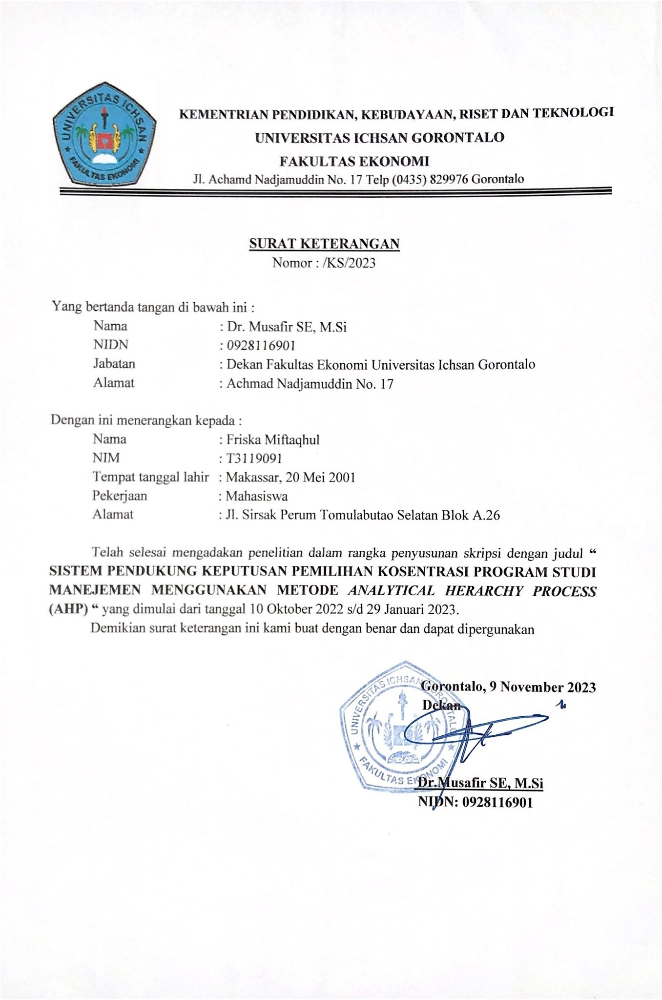 UNIVERSITAS ICHSAN
FAKULTAS EKONOMI
KEMENTRIAN PENDIDIKAN, KEBUDAYAAN, RISET DAN TEKNOLOGI
UNIVERSITAS ICHSAN GORONTALO
FAKULTAS EKONOMI
Jl. Achamd Nadjamuddin No. 17 Telp (0435) 829976 Gorontalo
SURAT KETERANGAN
Nomor : /KS/2023
Yang bertanda tangan di bawah ini :
Nama : Dr. Musafir SE, M.Si
NIDN : 0928116901
Jabatan : Dekan Fakultas Ekonomi Universitas Ichsan Gorontalo
Alamat : Achmad Nadjamuddin No. 17
Dengan ini menerangkan kepada :
Nama : Friska Miftaqhul
NIM : T3119091
Tempat tanggal lahir : Makassar, 20 Mei 2001
Pekerjaan : Mahasiswa
Alamat : Jl. Sirsak Perum Tomulabutao Selatan Blok A.26
Telah selesai mengadakan penelitian dalam rangka penyusunan skripsi dengan judul “
SISTEM PENDUKUNG KEPUTUSAN PEMILIHAN KOSENTRASI PROGRAM STUDI
MANEJEMEN MENGGUNAKAN METODE ANALYTICAL HERARCHY PROCESS
(AHP) “ yang dimulai dari tanggal 10 Oktober 2022 s/d 29 Januari 2023.
Demikian surat keterangan ini kami buat dengan benar dan dapat dipergunakan
Gorontalo, 9 November 2023
Dekan
UNIVERSITAS ICHSAN GORONTALO
FAKULTAS EKONOMI
Dr.Musafir SE, M.Si
NIDN: 0928116901